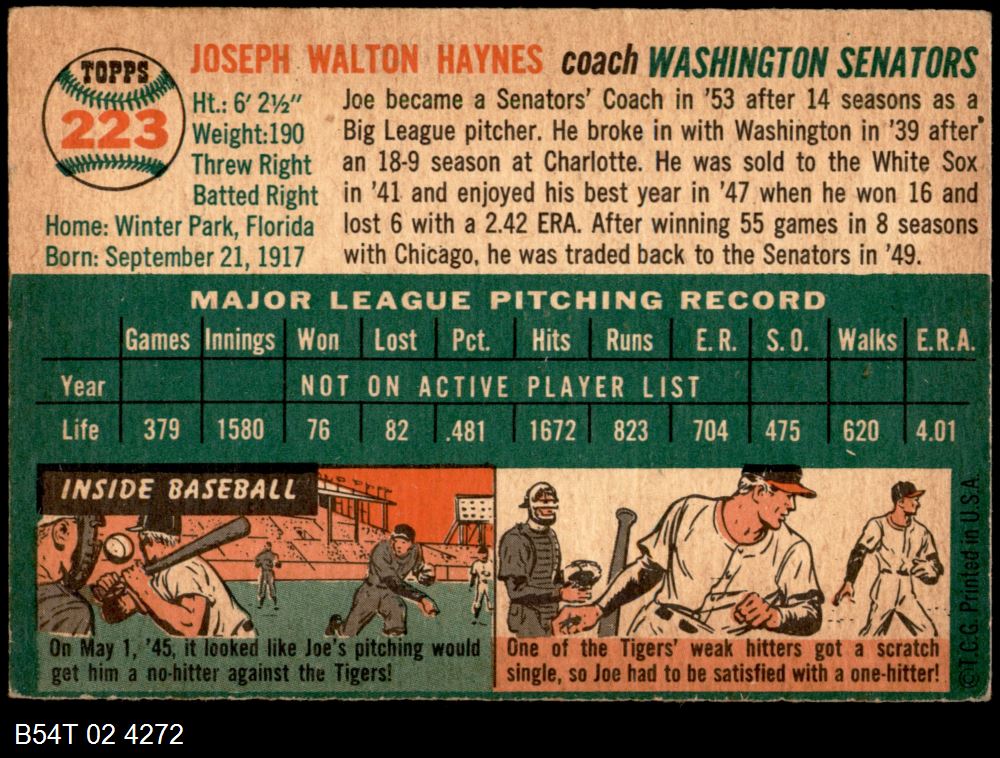 TOPPS
223
JOSEPH WALTON HAYNES coach WASHINGTON SENATORS
Ht.: 6' 2½"
Weight:190
Threw Right
Batted Right
Home: Winter Park, Florida
Born: September 21, 1917
Joe became a Senators' Coach in '53 after 14 seasons as a
Big League pitcher. He broke in with Washington in '39 after
an 18-9 season at Charlotte. He was sold to the White Sox
in '41 and enjoyed his best year in '47 when he won 16 and
lost 6 with a 2.42 ERA. After winning 55 games in 8 seasons
with Chicago, he was traded back to the Senators in '49.
MAJOR LEAGUE PITCHING RECORD
Games Innings Won Lost Pct. Hits Runs E.R. S.O. Walks E.R.A.
Year NOT ON ACTIVE PLAYER LIST
Life 379 1580 76 82 .481 1672 823 704 475 620 4.01
INSIDE BASEBALL
On May 1, '45, it looked like Joe's pitching would
get him a no-hitter against the Tigers!
One of the Tigers' weak hitters got a scratch
single, so Joe had to be satisfied with a one-hitter!
©T.C.G. Printed in U.S.A.
B54T 02 4272